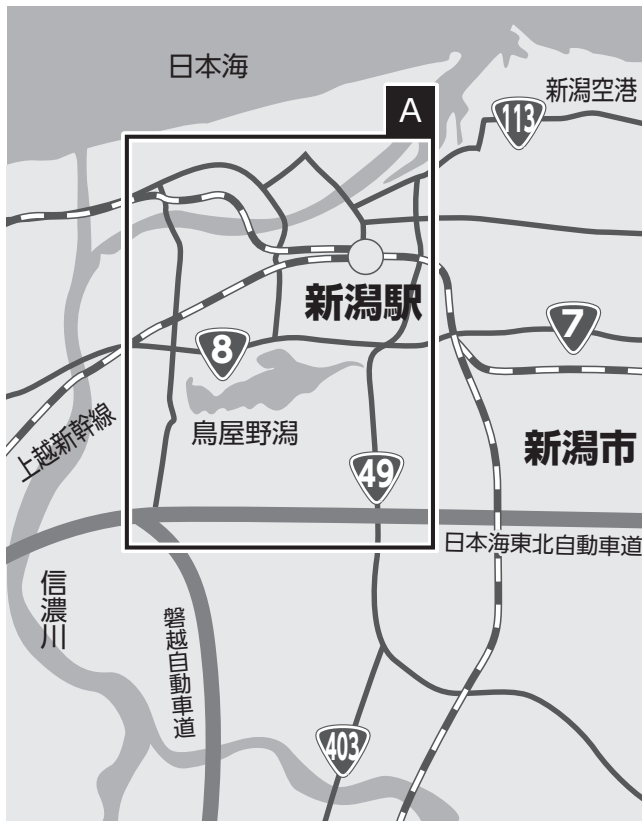 日本海
新潟空港
A
113
新潟駅
7
8
上越新幹線
鳥屋野潟
新潟市
49
日本海東北自動車道
信濃川
磐越自動車道
403